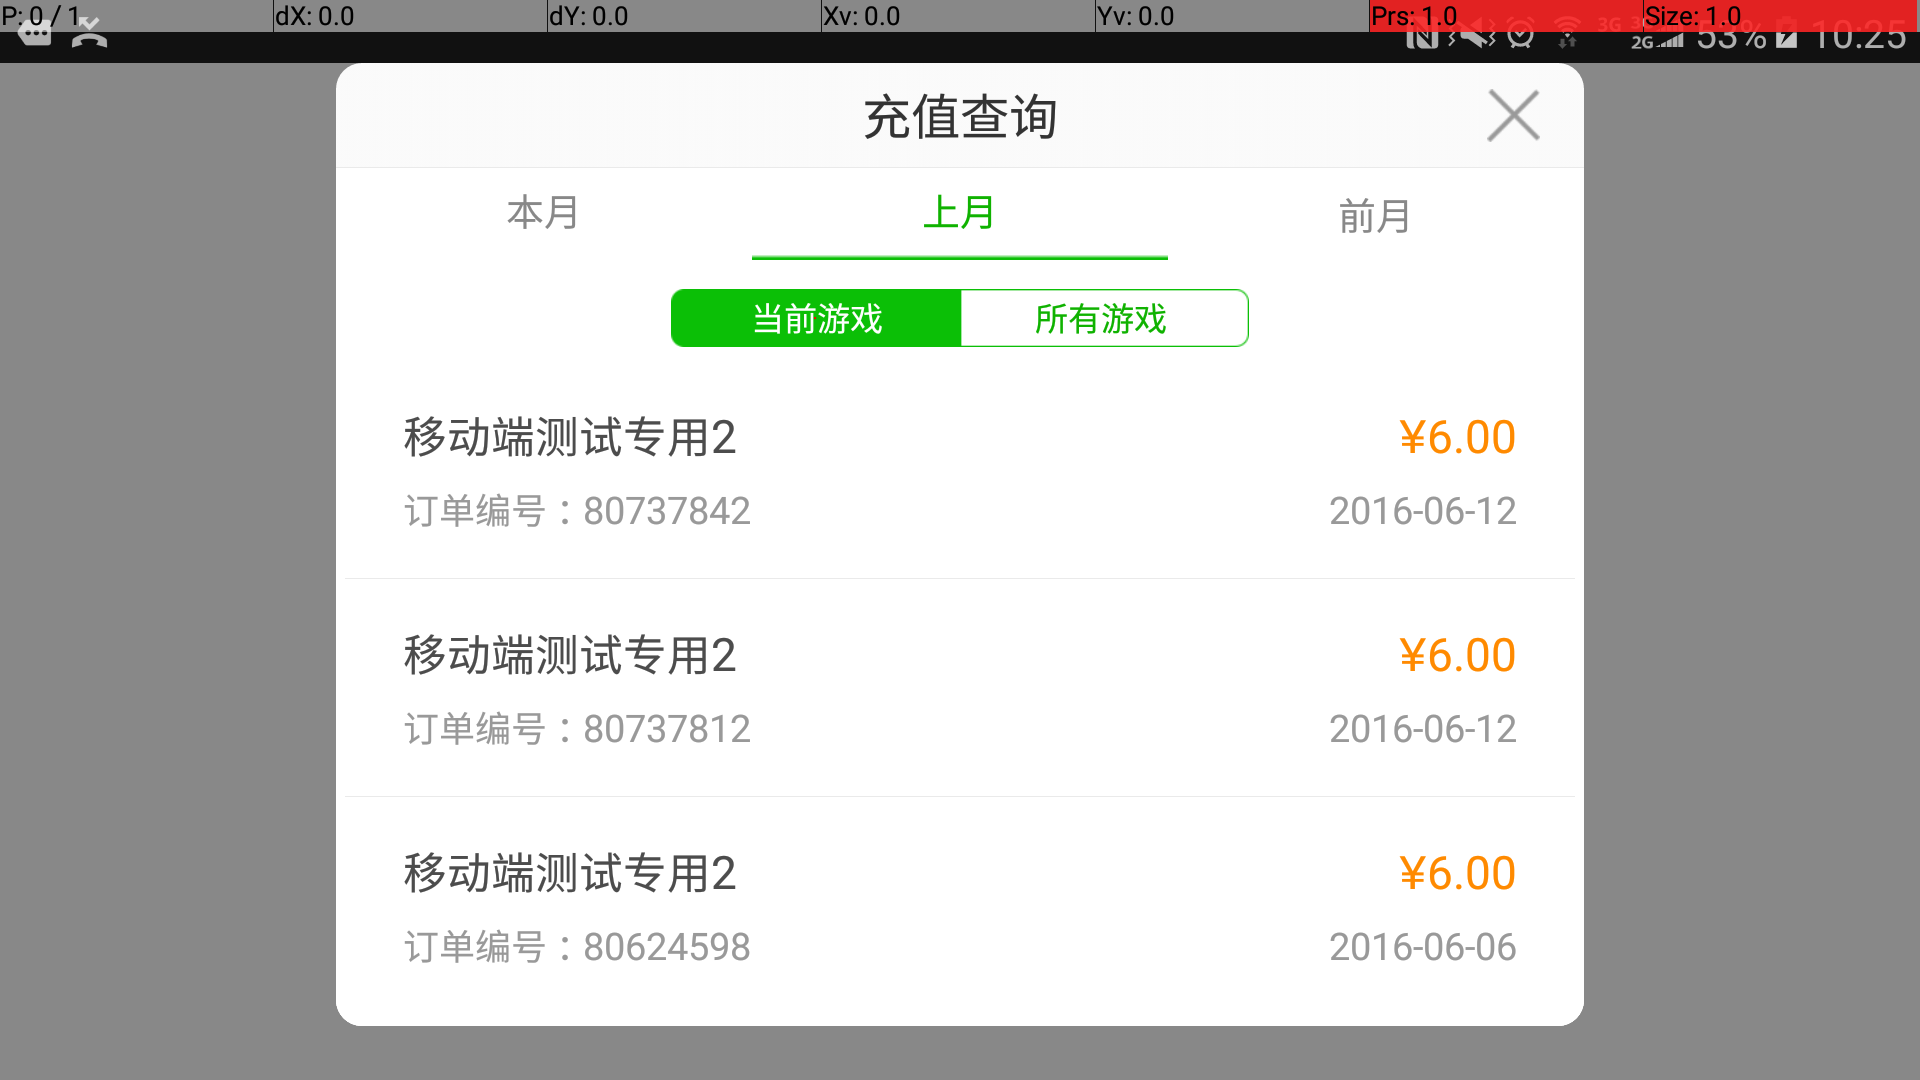 P: 0 / 1 dX: 0.0 dY: 0.0 Xv: 0.0 Yv: 0.0 Prs: 1.0 Size: 1.0
3G 2G 53% 10:25
充值查询
本月 上月 前月
当前游戏 所有游戏
移动端测试专用2 ¥6.00
订单编号：80737842 2016-06-12
移动端测试专用2 ¥6.00
订单编号：80737812 2016-06-12
移动端测试专用2 ¥6.00
订单编号：80624598 2016-06-06